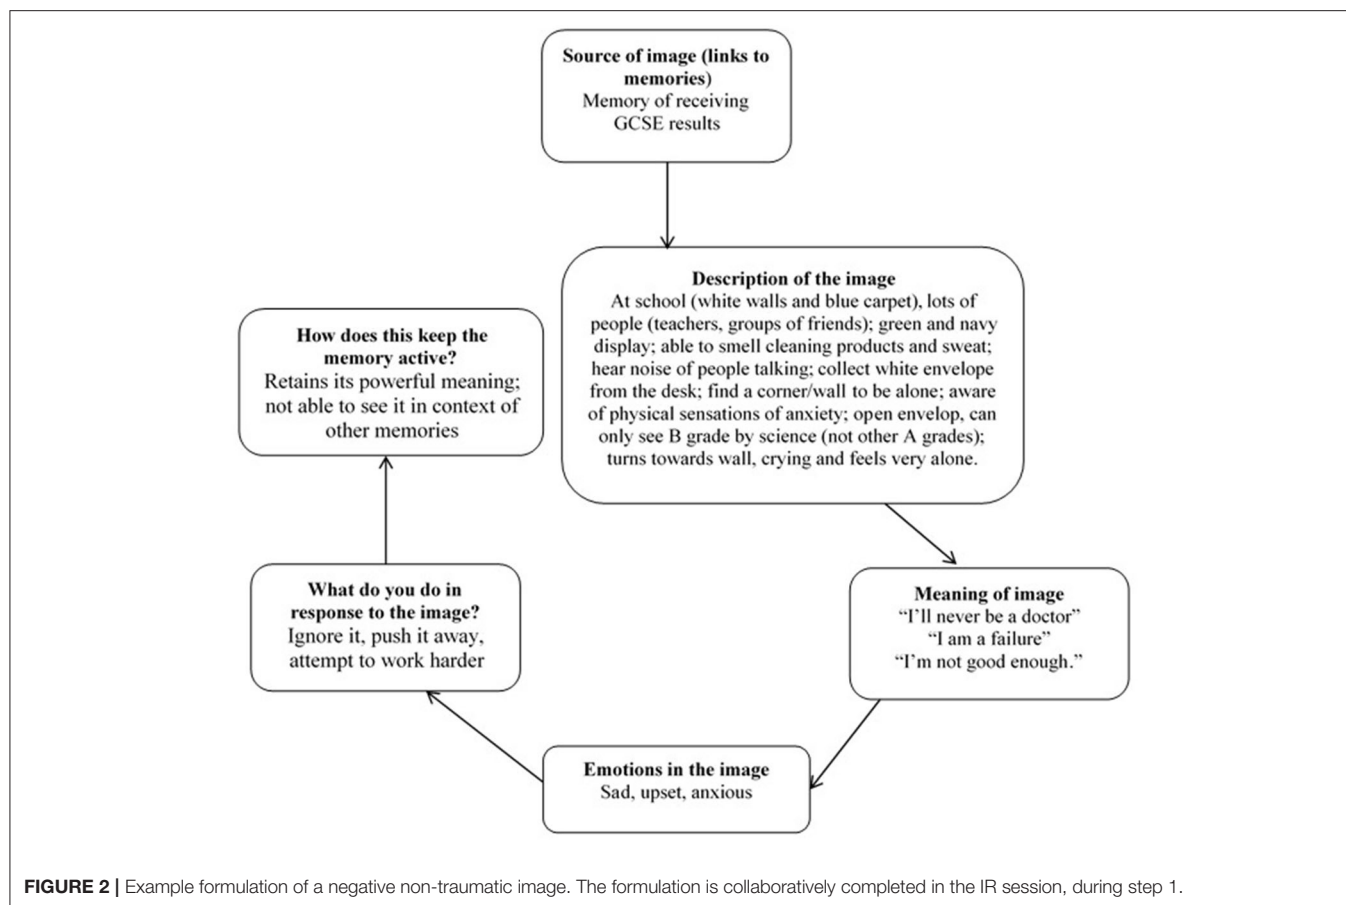 Source of image (links to
memories)
Memory of receiving
GCSE results
Description of the image
At school (white walls and blue carpet), lots of
people (teachers, groups of friends); green and navy
display; able to smell cleaning products and sweat;
hear noise of people talking; collect white envelope
from the desk; find a corner/wall to be alone; aware
of physical sensations of anxiety; open envelop, can
only see B grade by science (not other A grades);
turns towards wall, crying and feels very alone.
Meaning of image
“I’ll never be a doctor”
“I am a failure”
“I’m not good enough.”
Emotions in the image
Sad, upset, anxious
What do you do in
response to the image?
Ignore it, push it away,
attempt to work harder
How does this keep the
memory active?
Retains its powerful meaning;
not able to see it in context of
other memories
FIGURE 2 | Example formulation of a negative non-traumatic image. The formulation is collaboratively completed in the IR session, during step 1.